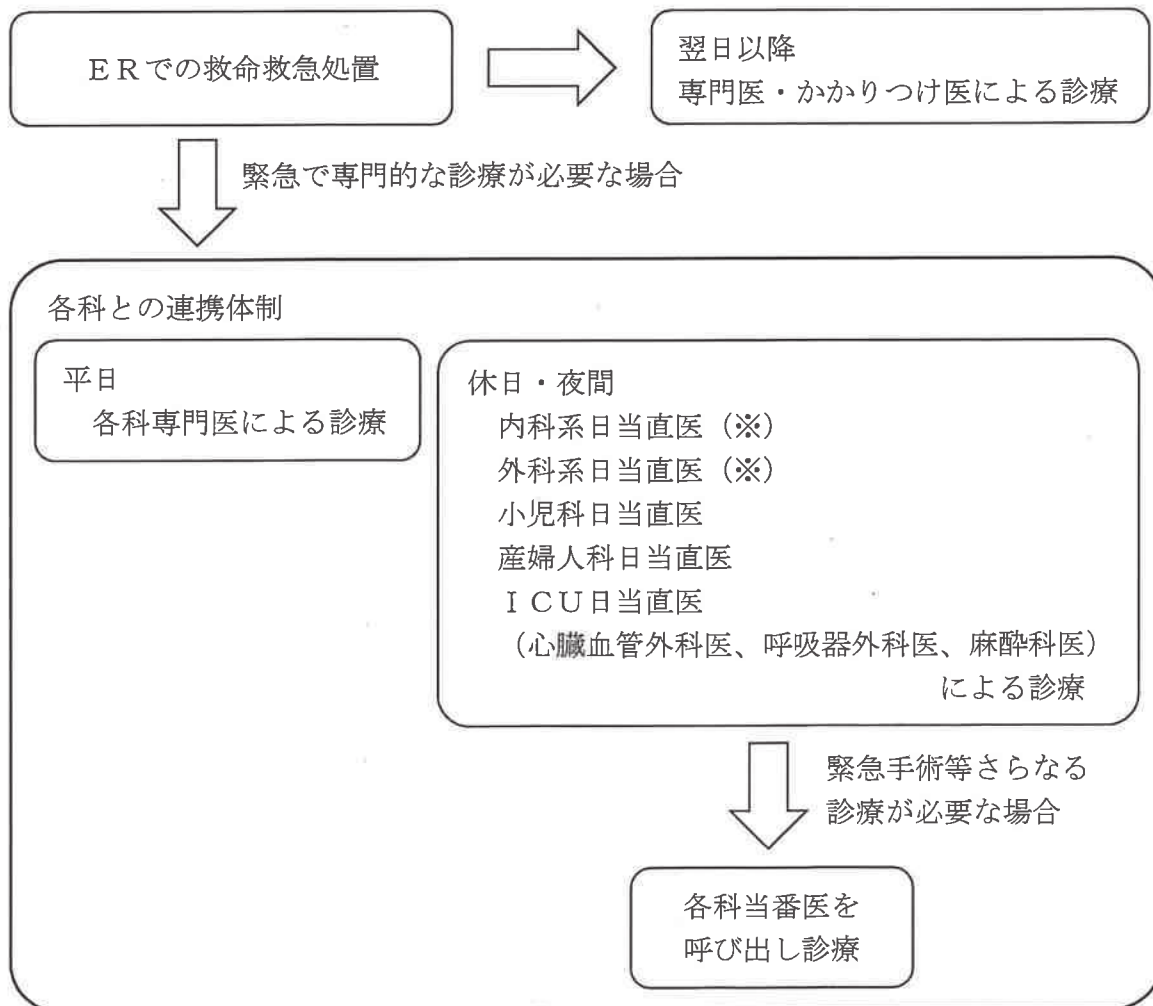 ＥＲでの救命救急処置
翌日以降
専門医・かかりつけ医による診療
緊急で専門的な診療が必要な場合
各科との連携体制
平日
各科専門医による診療
休日・夜間
内科系日当直医（※）
外科系日当直医（※）
小児科日当直医
産婦人科日当直医
ＩＣＵ日当直医
（心臓血管外科医、呼吸器外科医、麻酔科医）
による診療
緊急手術等さらなる
診療が必要な場合
各科当番医を
呼び出し診療